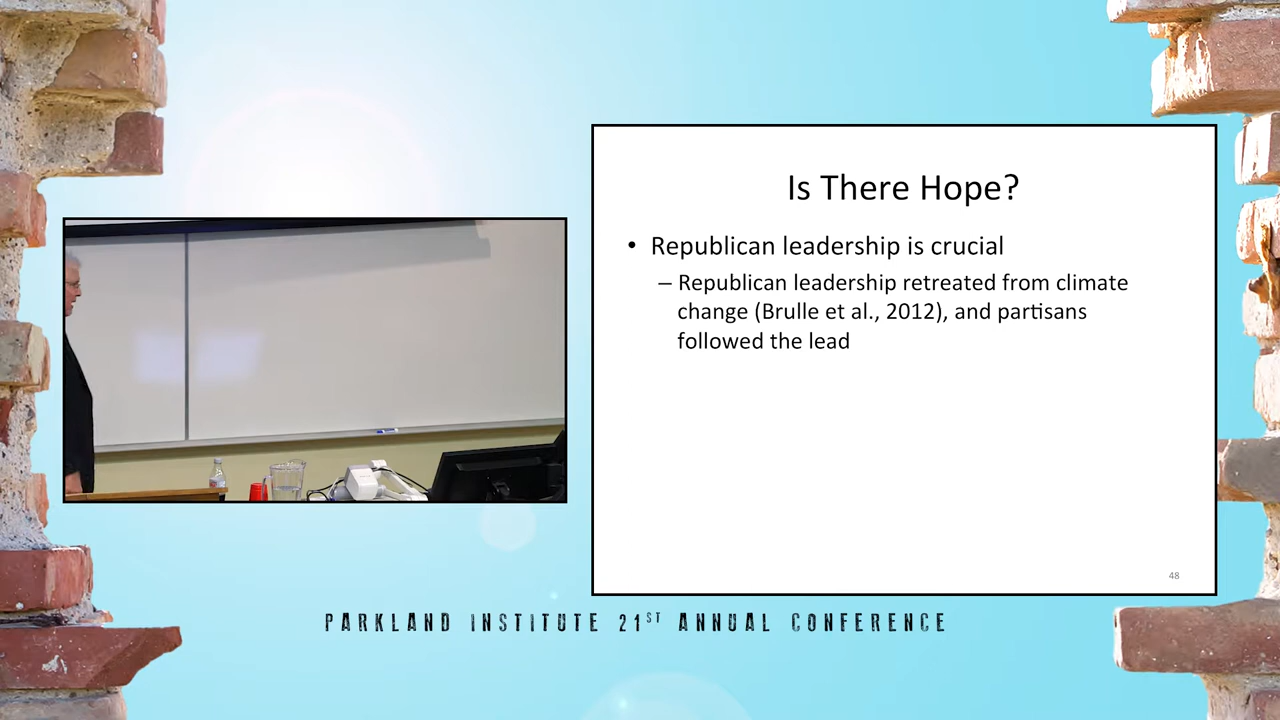 Is There Hope?
• Republican leadership is crucial
– Republican leadership retreated from climate
change (Brulle et al., 2012), and partisans
followed the lead
48
PARKLAND INSTITUTE 21ST ANNUAL CONFERENCE